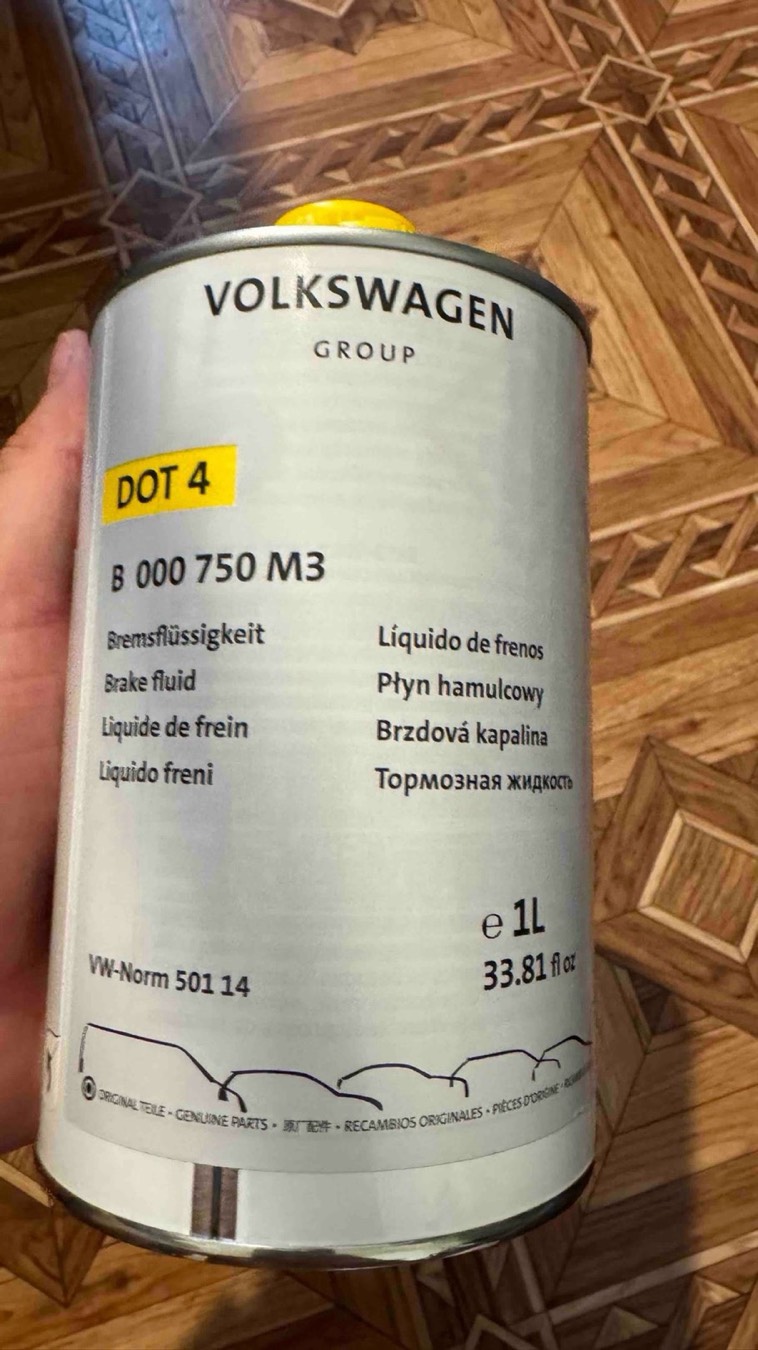 VOLKSWAGEN
GROUP
DOT 4
B 000 750 M3
Bremsflüssigkeit
Brake fluid
Liquide de frein
Liquido freni
Líquido de frenos
Płyn hamulcowy
Brzdová kapalina
Тормозная жидкость
e 1L
33.81 fl oz
VW-Norm 501 14
ORIGINAL TEILE • GENUINE PARTS • 原厂配件 • RECAMBIOS ORIGINALES • PIÈCES D'ORIGINE •